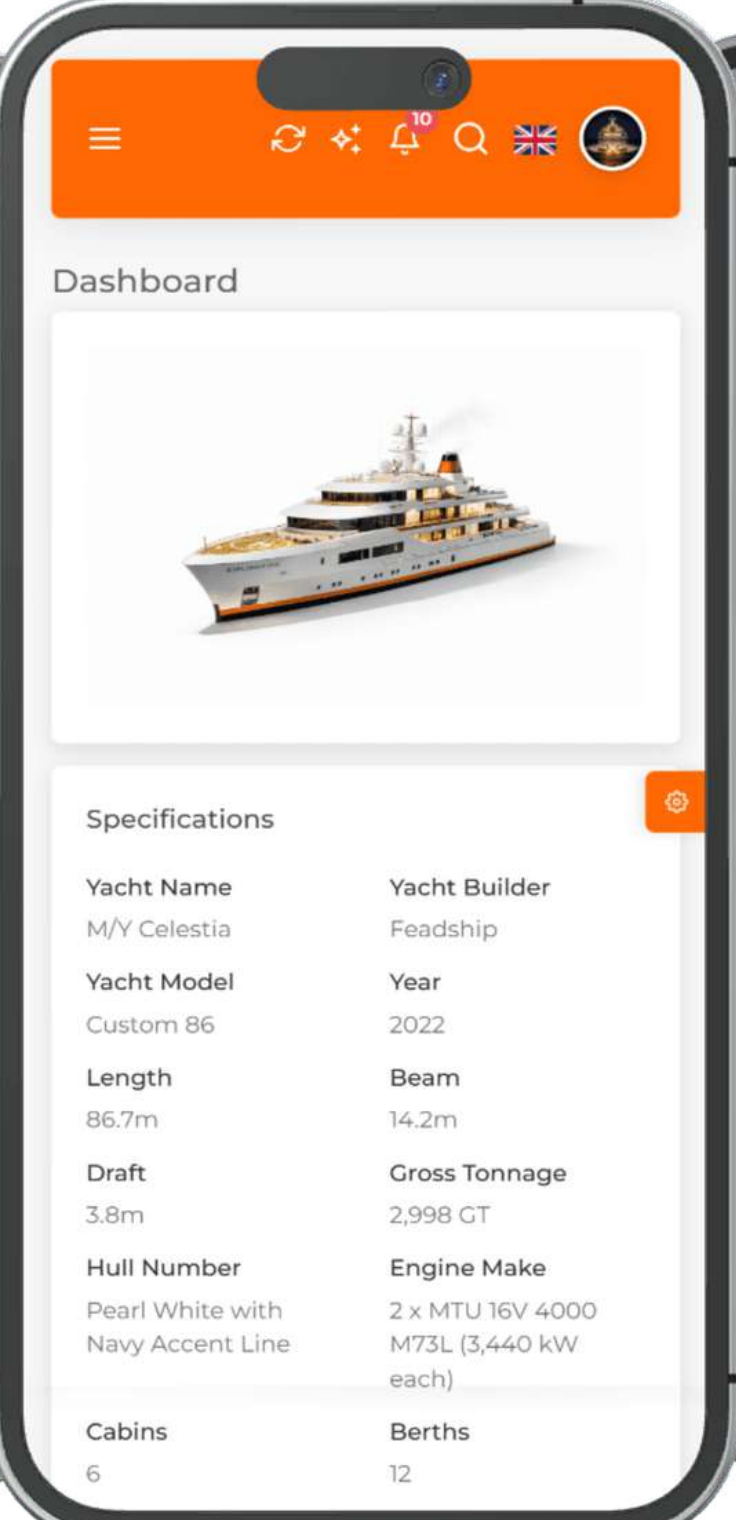 10
Dashboard
Specifications
Yacht Name
M/Y Celestia
Yacht Builder
Feadship
Yacht Model
Custom 86
Year
2022
Length
86.7m
Beam
14.2m
Draft
3.8m
Gross Tonnage
2,998 GT
Hull Number
Pearl White with
Navy Accent Line
Engine Make
2 x MTU 16V 4000
M73L (3,440 kW
each)
Cabins
6
Berths
12